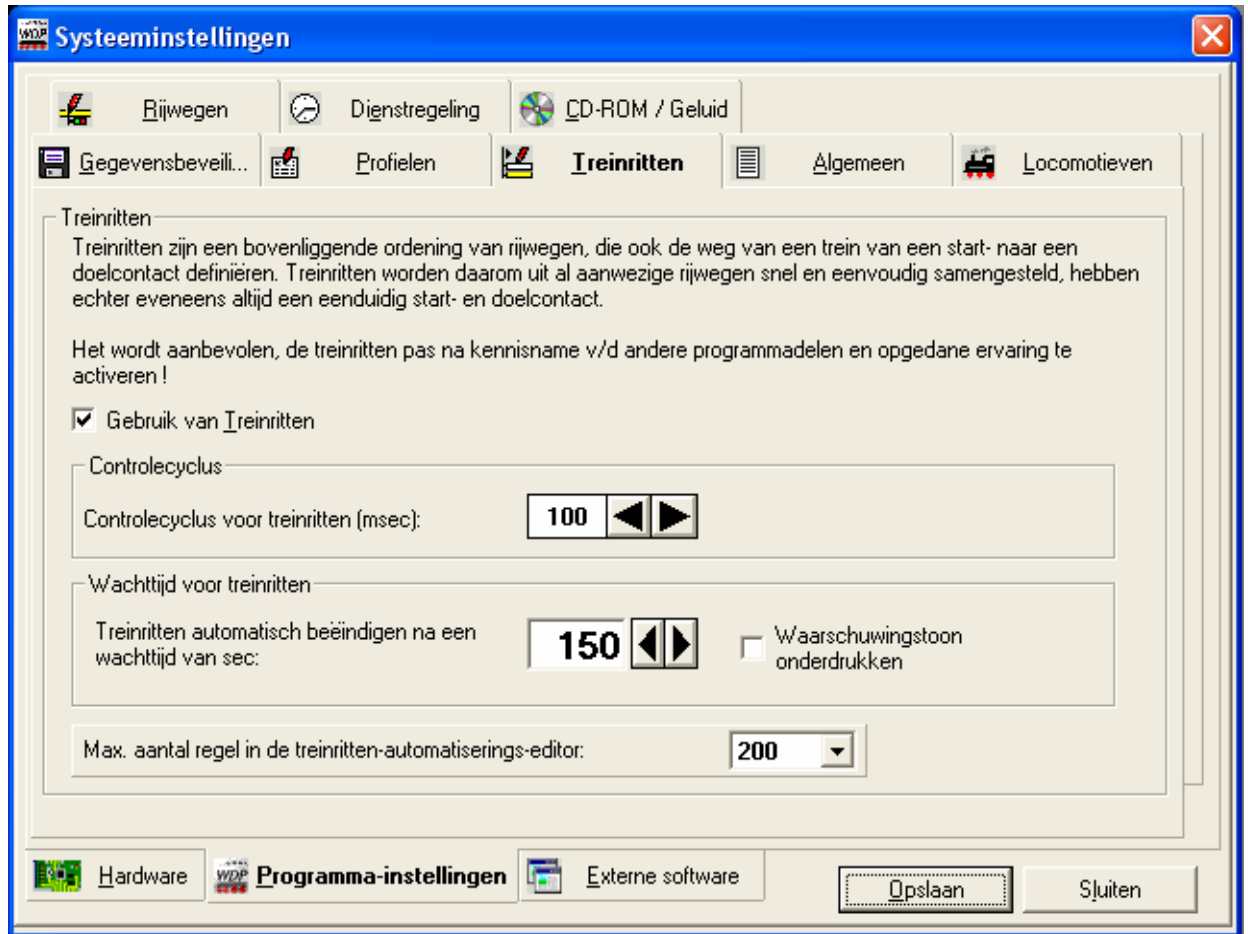 WDP Systeeminstellingen
Rijwegen Dienstregeling CD-ROM / Geluid
Gegevensbeveili... Profielen Treinritten Algemeen Locomotieven
Treinritten
Treinritten zijn een bovenliggende ordening van rijwegen, die ook de weg van een trein van een start- naar een
doelcontact definiëren. Treinritten worden daarom uit al aanwezige rijwegen snel en eenvoudig samengesteld, hebben
echter eveneens altijd een eenduidig start- en doelcontact.
Het wordt aanbevolen, de treinritten pas na kennisname v/d andere programmadelen en opgedane ervaring te
activeren !
Gebruik van Treinritten
Controlecyclus
Controlecyclus voor treinritten (msec): 100
Wachttijd voor treinritten
Treinritten automatisch beëindigen na een
wachttijd van sec:
150
Waarschuwingstoon
onderdrukken
Max. aantal regel in de treinritten-automatiserings-editor: 200
Hardware WDP Programma-instellingen Externe software
Opslaan Sluiten